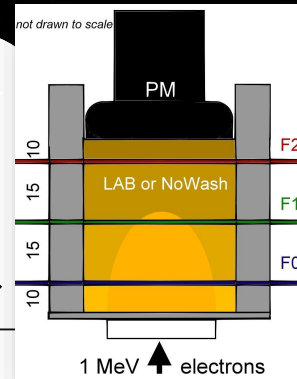 not drawn to scale
PM
10
F2
LAB or NoWash
15
F1
15
F0
10
1 MeV electrons